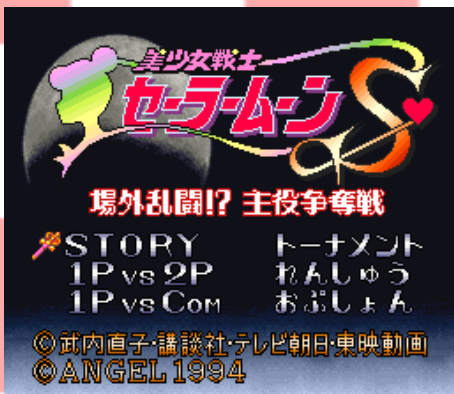 美少女戦士
セーラームーンS
場外乱闘!? 主役争奪戦
STORY トーナメント
1P vs 2P れんしゅう
1P vs COM おぷしょん
©武内直子・講談社・テレビ朝日・東映動画
©ANGEL 1994